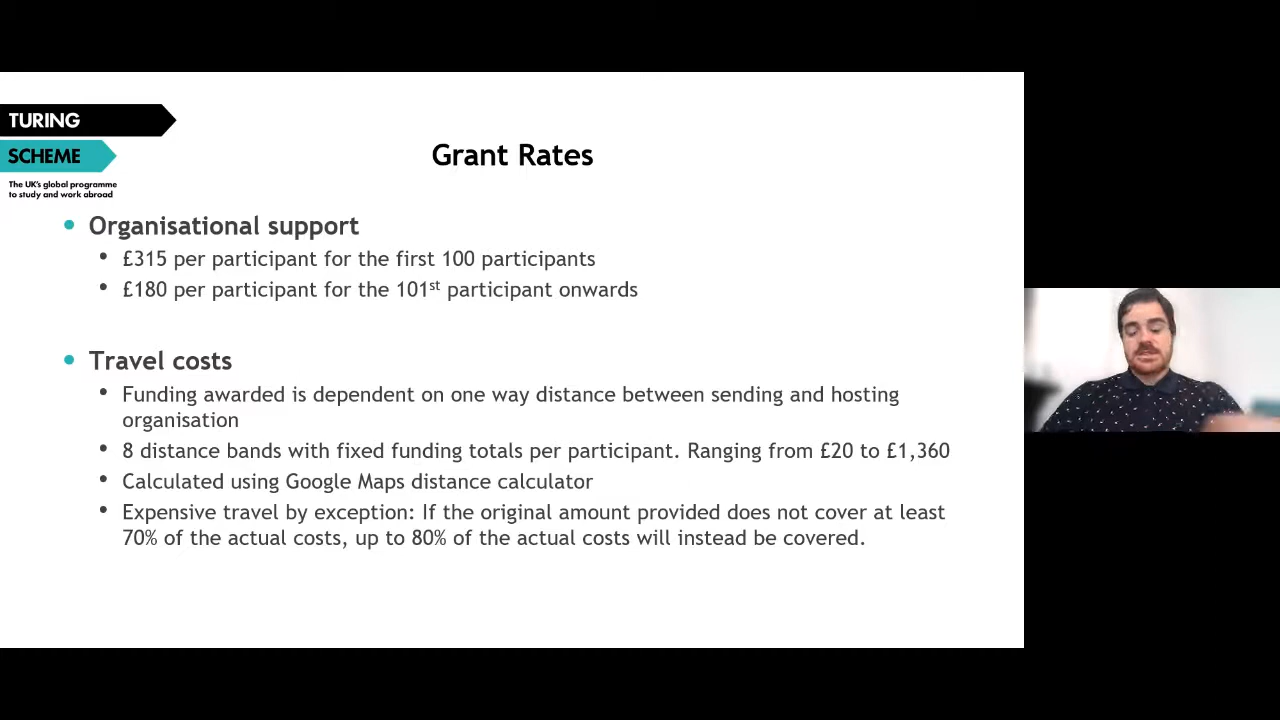 TURING
SCHEME
The UK's global programme
to study and work abroad
Grant Rates
• Organisational support
• £315 per participant for the first 100 participants
• £180 per participant for the 101st participant onwards
• Travel costs
• Funding awarded is dependent on one way distance between sending and hosting
organisation
• 8 distance bands with fixed funding totals per participant. Ranging from £20 to £1,360
• Calculated using Google Maps distance calculator
• Expensive travel by exception: If the original amount provided does not cover at least
70% of the actual costs, up to 80% of the actual costs will instead be covered.